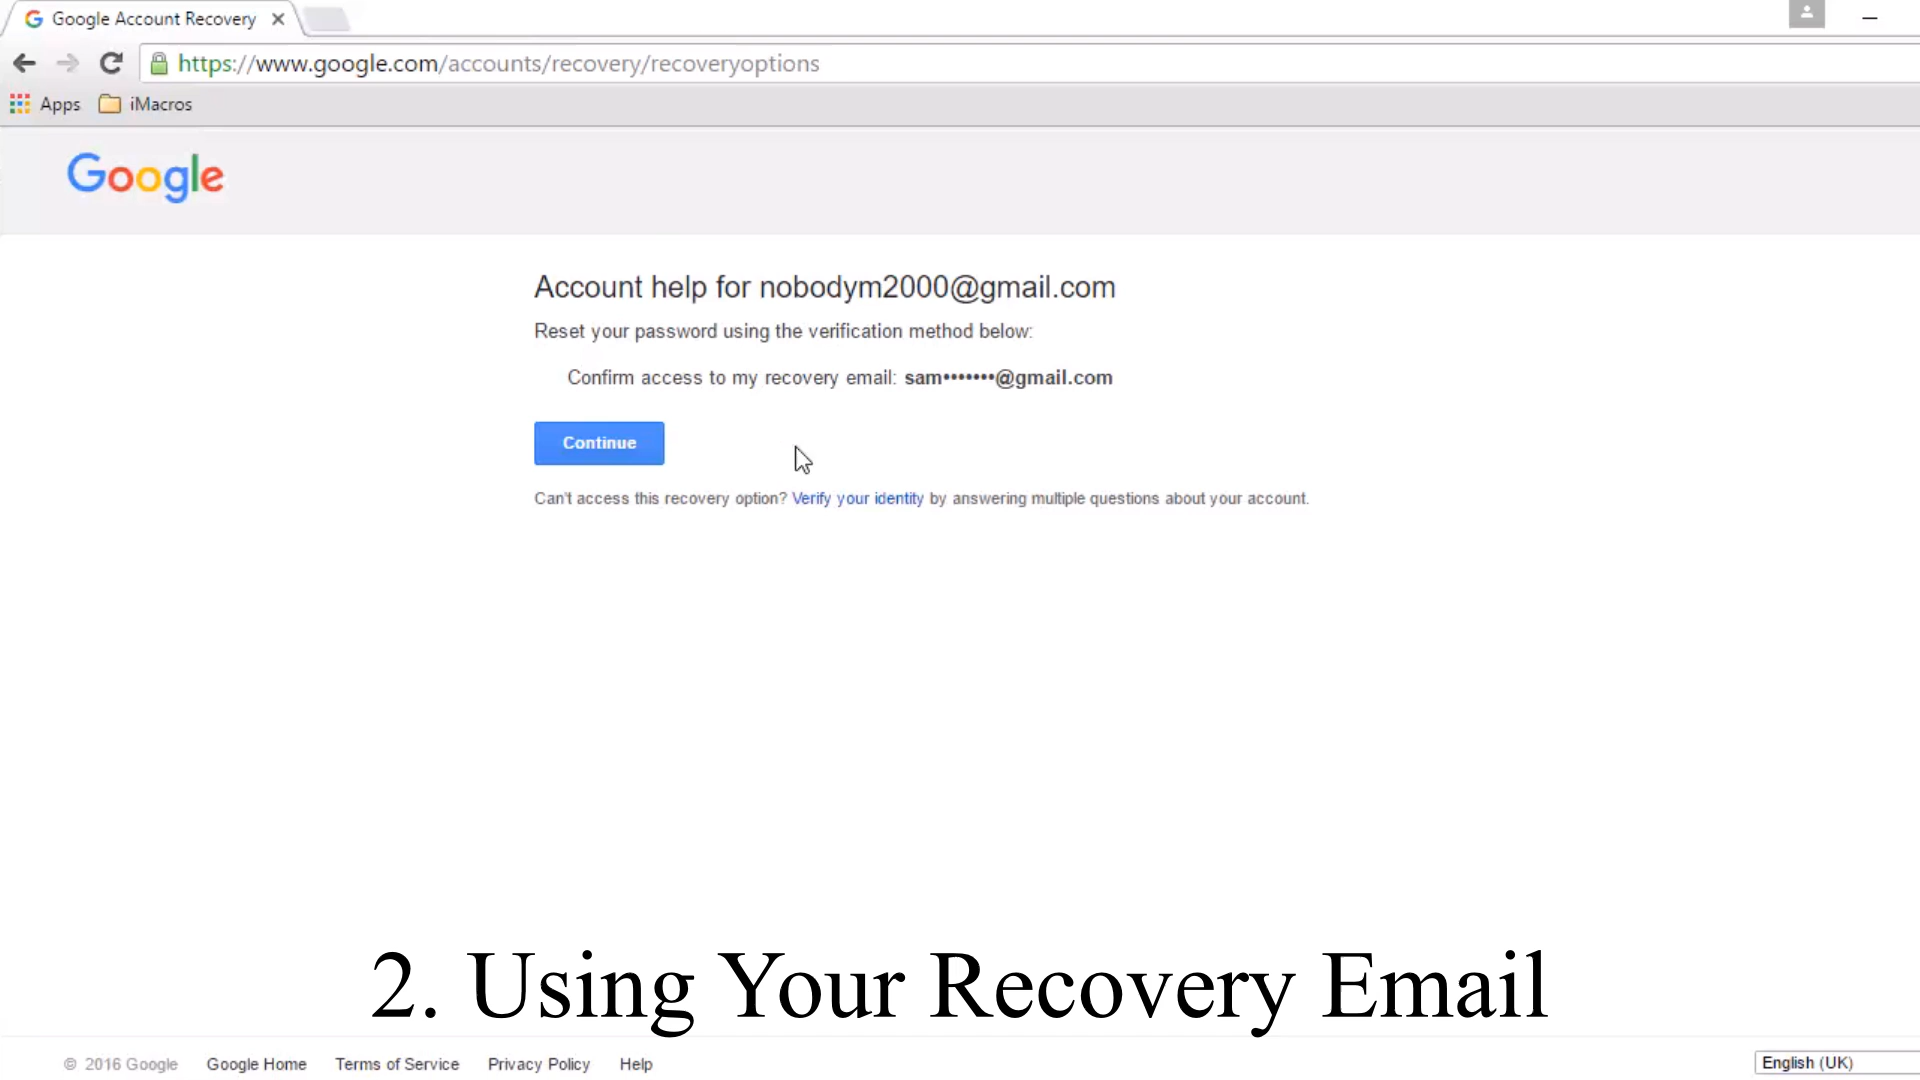 Google Account Recovery
https://www.google.com/accounts/recovery/recoveryoptions
Apps iMacros
Google
Account help for nobodym2000@gmail.com
Reset your password using the verification method below:
Confirm access to my recovery email: sam•••••••@gmail.com
Continue
Can't access this recovery option? Verify your identity by answering multiple questions about your account.
2. Using Your Recovery Email
© 2016 Google Google Home Terms of Service Privacy Policy Help English (UK)